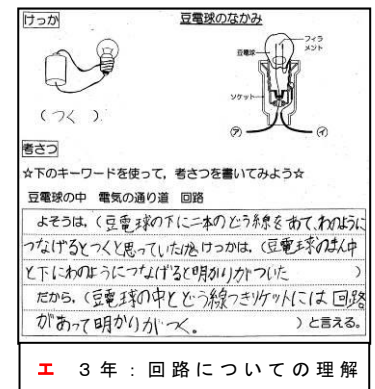 けっか
豆電球のなかみ
フィラメント
豆電球
ソケット
㋐ ㋑
(つく)
考さつ
☆下のキーワードを使って，考さつを書いてみよう☆
豆電球の中 電気の通り道 回路
よそうは，(豆電球の下に二本のどう線をあて、わのように
つなげるとつくと思っていたがけっかは，(豆電球のまん中
と下にわのようにつなげると明かりがついた )
だから，(豆電球の中とどう線つきソケットには回路
があって明かりがつく。 )と言える。
エ 3年：回路についての理解